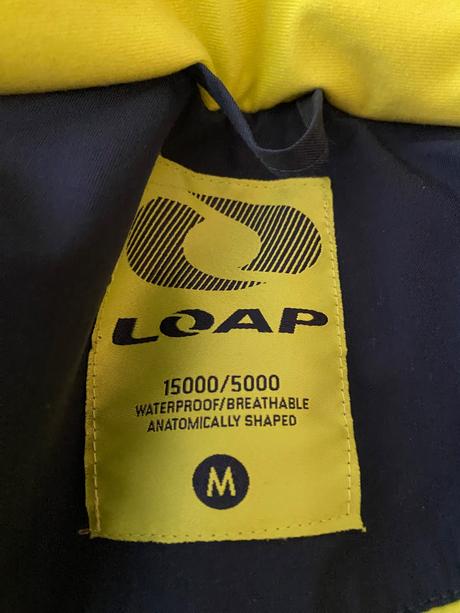 LOAP
15000/5000
WATERPROOF/BREATHABLE
ANATOMICALLY SHAPED
M